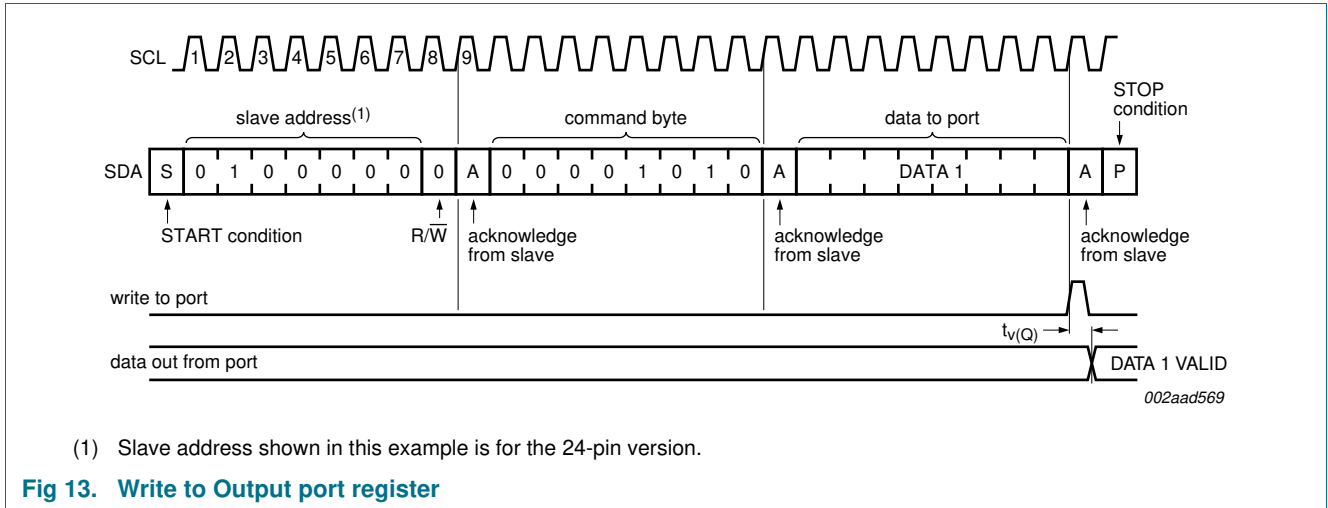 SCL 1 2 3 4 5 6 7 8 9
STOP
condition
slave address(1) command byte data to port
SDA S 0 1 0 0 0 0 0 0 A 0 0 0 0 1 0 1 0 A DATA 1 A P
START condition R/W̅ acknowledge from slave acknowledge from slave acknowledge from slave
write to port
tv(Q)
data out from port DATA 1 VALID
002aad569
(1) Slave address shown in this example is for the 24-pin version.
Fig 13. Write to Output port register